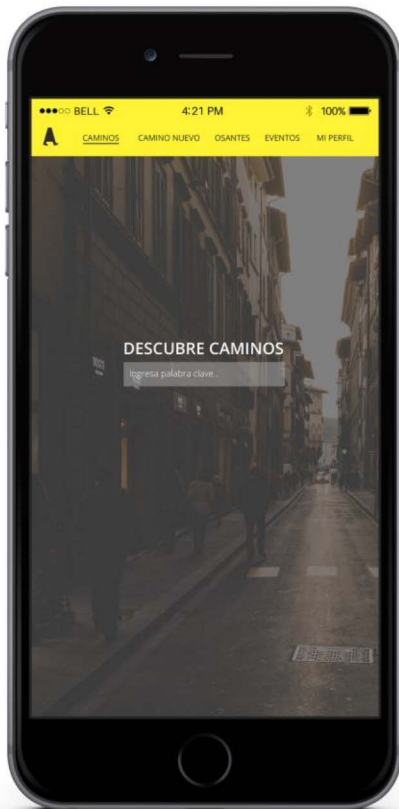 BELL 4:21 PM 100%
A CAMINOS CAMINO NUEVO OSANTES EVENTOS MI PERFIL
DESCUBRE CAMINOS
Ingresa palabra clave...